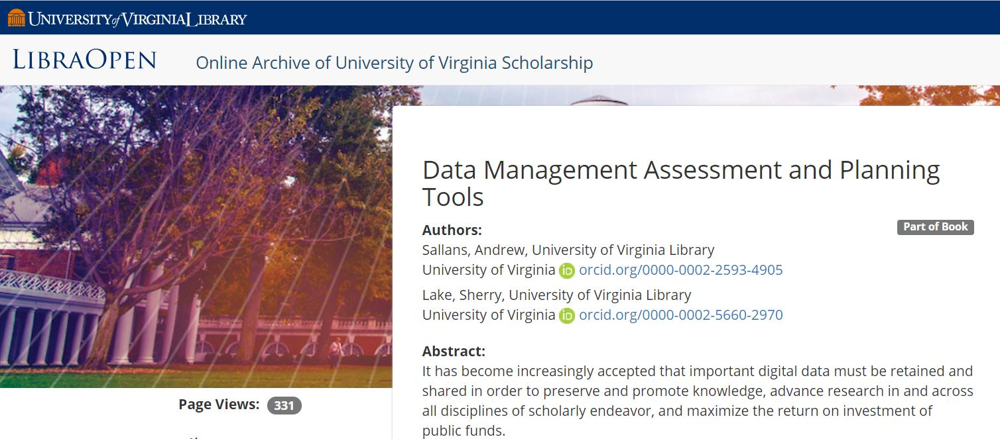 UNIVERSITY of VIRGINIA LIBRARY
LIBRAOPEN
Online Archive of University of Virginia Scholarship
Data Management Assessment and Planning
Tools
Part of Book
Authors:
Sallans, Andrew, University of Virginia Library
University of Virginia iD orcid.org/0000-0002-2593-4905
Lake, Sherry, University of Virginia Library
University of Virginia iD orcid.org/0000-0002-5660-2970
Abstract:
It has become increasingly accepted that important digital data must be retained and
shared in order to preserve and promote knowledge, advance research in and across
all disciplines of scholarly endeavor, and maximize the return on investment of
public funds.
Page Views: 331